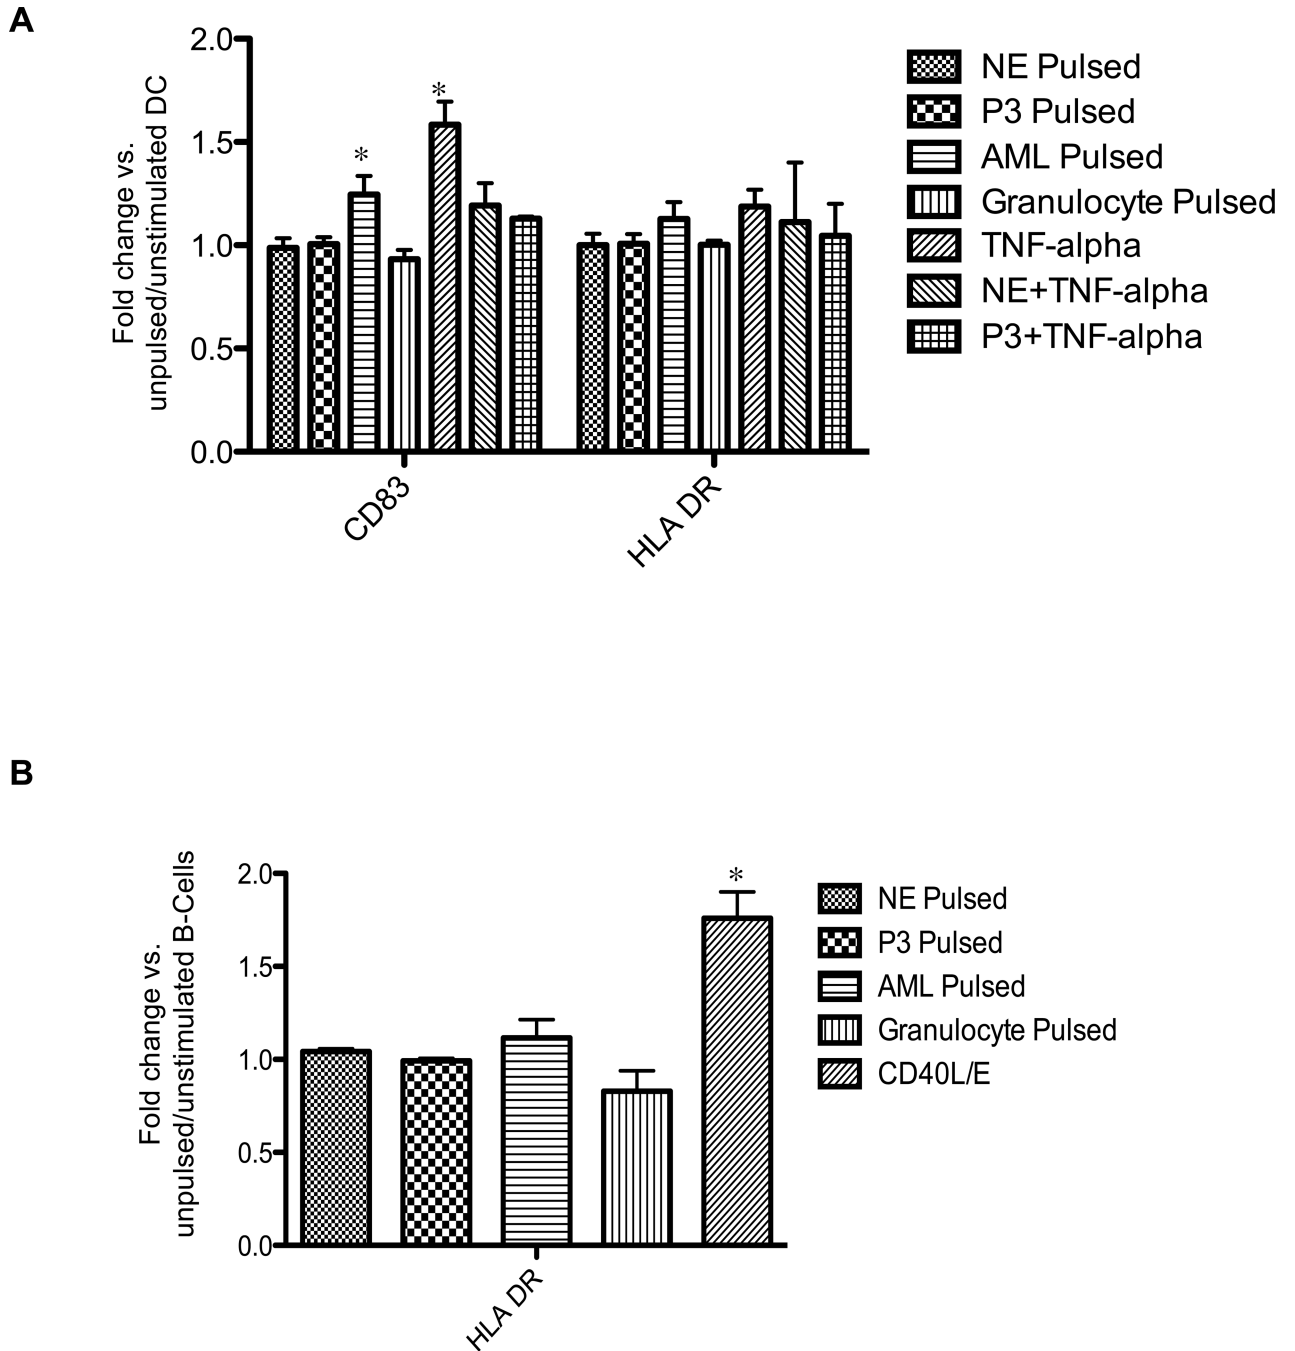 A
2.0
1.5
1.0
0.5
0.0
Fold change vs.
unpulsed/unstimulated DC
*
*
CD83
HLA DR
NE Pulsed
P3 Pulsed
AML Pulsed
Granulocyte Pulsed
TNF-alpha
NE+TNF-alpha
P3+TNF-alpha
B
2.0
1.5
1.0
0.5
0.0
Fold change vs.
unpulsed/unstimulated B-Cells
*
HLA DR
NE Pulsed
P3 Pulsed
AML Pulsed
Granulocyte Pulsed
CD40L/E